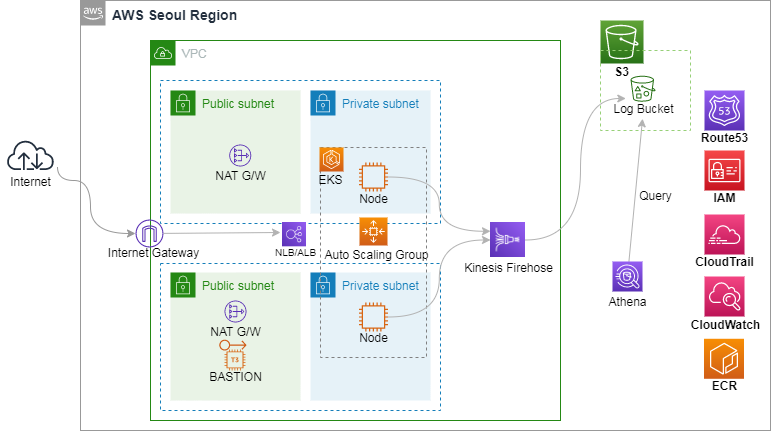 aws
AWS Seoul Region
VPC
S3
Log Bucket
Public subnet
Private subnet
53
Route53
NAT G/W
EKS
Node
Internet
IAM
Query
Internet Gateway
NLB/ALB
Auto Scaling Group
Kinesis Firehose
CloudTrail
Public subnet
Private subnet
Athena
NAT G/W
Node
CloudWatch
T3
BASTION
ECR